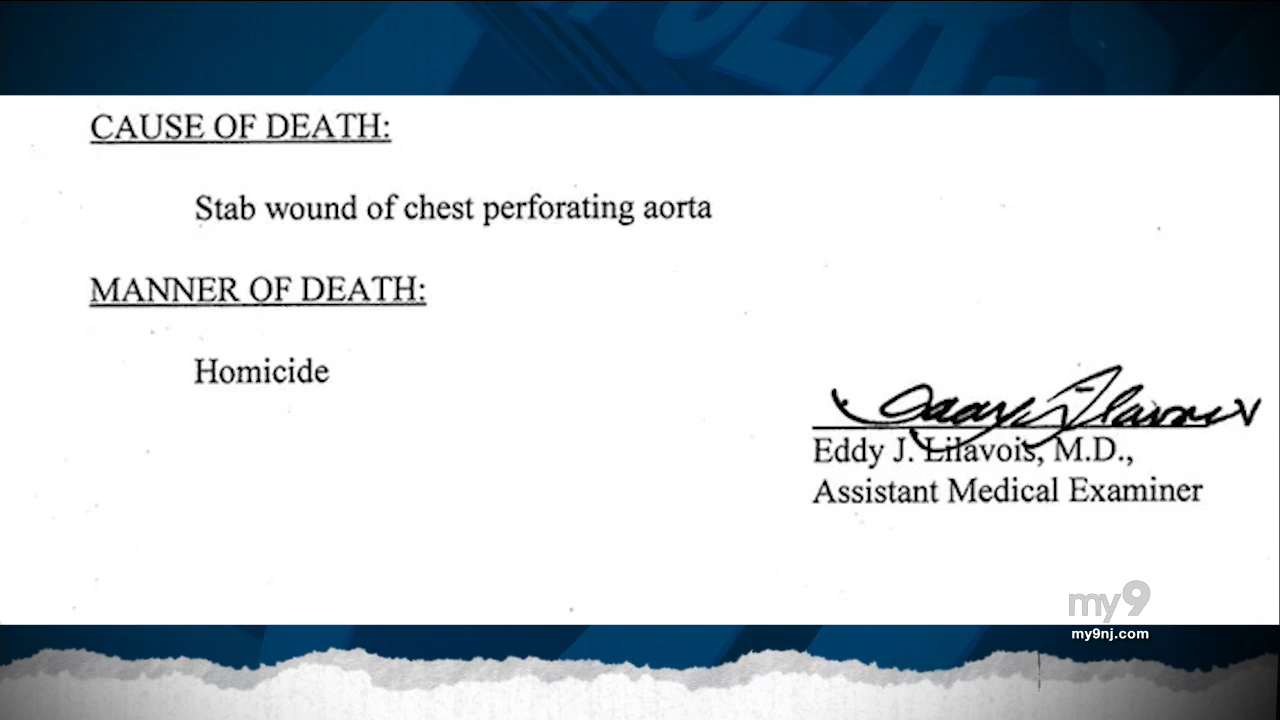 CAUSE OF DEATH:
Stab wound of chest perforating aorta
MANNER OF DEATH:
Homicide
Eddy J. Lilavois, M.D.,
Assistant Medical Examiner
my9
my9nj.com